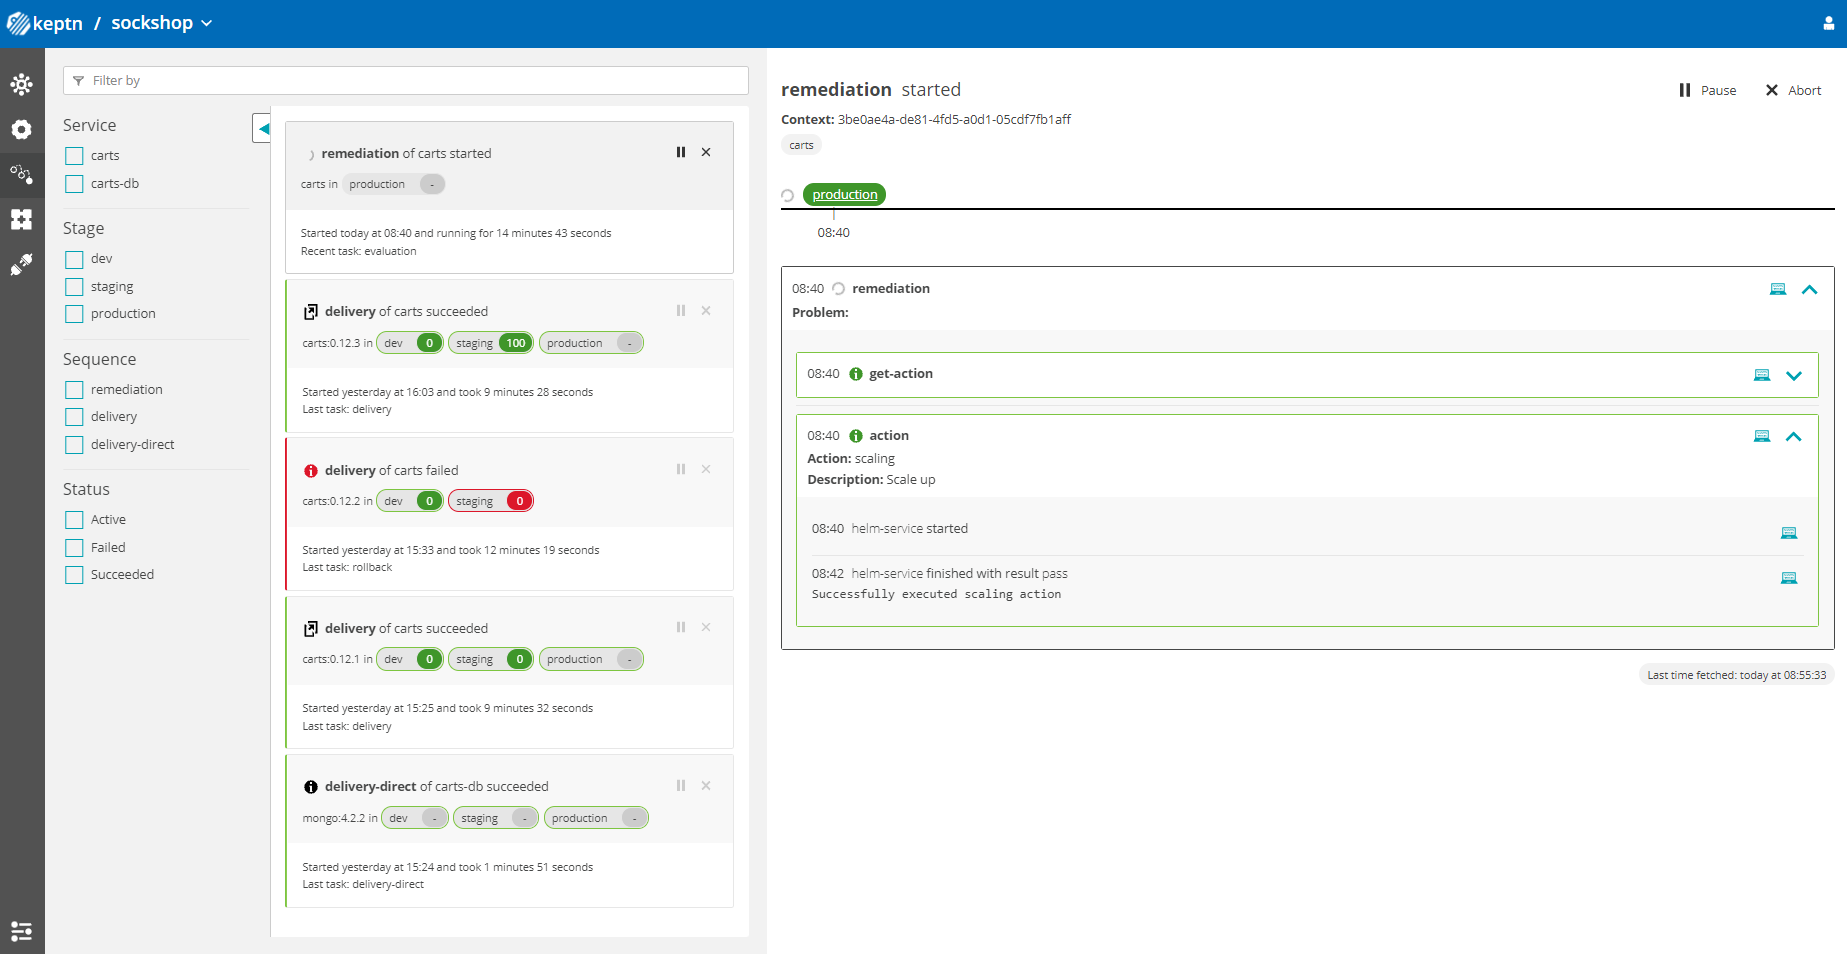 keptn / sockshop
Filter by
Service
carts
carts-db
Stage
dev
staging
production
Sequence
remediation
delivery
delivery-direct
Status
Active
Failed
Succeeded
remediation of carts started
carts in production -
Started today at 08:40 and running for 14 minutes 43 seconds
Recent task: evaluation
delivery of carts succeeded
carts:0.12.3 in dev 0 staging 100 production -
Started yesterday at 16:03 and took 9 minutes 28 seconds
Last task: delivery
delivery of carts failed
carts:0.12.2 in dev 0 staging 0
Started yesterday at 15:33 and took 12 minutes 19 seconds
Last task: rollback
delivery of carts succeeded
carts:0.12.1 in dev 0 staging 0 production -
Started yesterday at 15:25 and took 9 minutes 32 seconds
Last task: delivery
delivery-direct of carts-db succeeded
mongo:4.2.2 in dev - staging - production -
Started yesterday at 15:24 and took 1 minutes 51 seconds
Last task: delivery-direct
remediation started
Pause Abort
Context: 3be0ae4a-de81-4fd5-a0d1-05cdf7fb1aff
carts
production
08:40
08:40 remediation
Problem:
08:40 get-action
08:40 action
Action: scaling
Description: Scale up
08:40 helm-service started
08:42 helm-service finished with result pass
Successfully executed scaling action
Last time fetched: today at 08:55:33